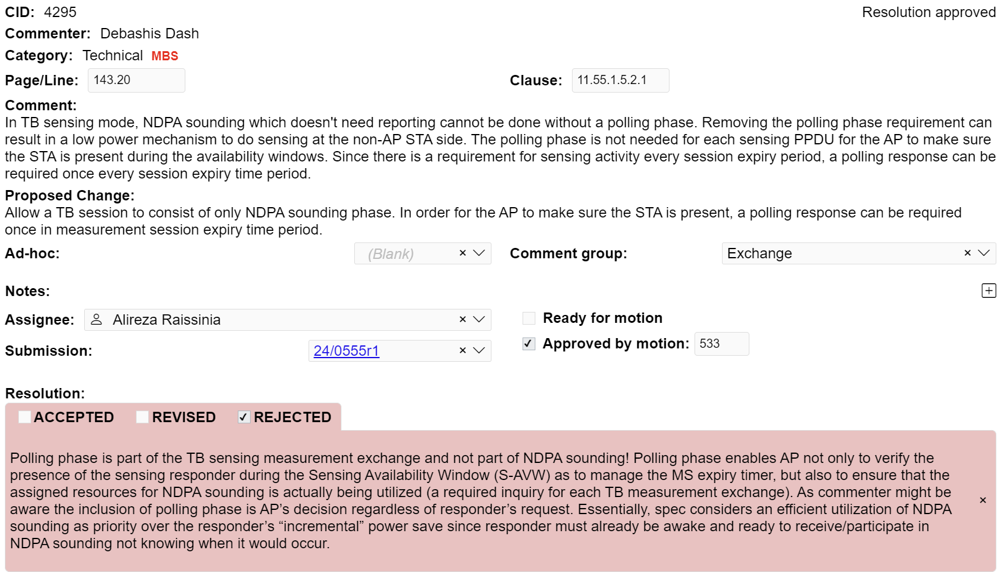 CID: 4295 Resolution approved
Commenter: Debashis Dash
Category: Technical MBS
Page/Line: 143.20 Clause: 11.55.1.5.2.1
Comment:
In TB sensing mode, NDPA sounding which doesn't need reporting cannot be done without a polling phase. Removing the polling phase requirement can
result in a low power mechanism to do sensing at the non-AP STA side. The polling phase is not needed for each sensing PPDU for the AP to make sure
the STA is present during the availability windows. Since there is a requirement for sensing activity every session expiry period, a polling response can be
required once every session expiry time period.
Proposed Change:
Allow a TB session to consist of only NDPA sounding phase. In order for the AP to make sure the STA is present, a polling response can be required
once in measurement session expiry time period.
Ad-hoc: (Blank) Comment group: Exchange
Notes:
Assignee: Alireza Raissinia Ready for motion
Submission: 24/0555r1 Approved by motion: 533
Resolution:
ACCEPTED REVISED REJECTED
Polling phase is part of the TB sensing measurement exchange and not part of NDPA sounding! Polling phase enables AP not only to verify the
presence of the sensing responder during the Sensing Availability Window (S-AVW) as to manage the MS expiry timer, but also to ensure that the
assigned resources for NDPA sounding is actually being utilized (a required inquiry for each TB measurement exchange). As commenter might be
aware the inclusion of polling phase is AP’s decision regardless of responder’s request. Essentially, spec considers an efficient utilization of NDPA
sounding as priority over the responder’s “incremental” power save since responder must already be awake and ready to receive/participate in
NDPA sounding not knowing when it would occur.